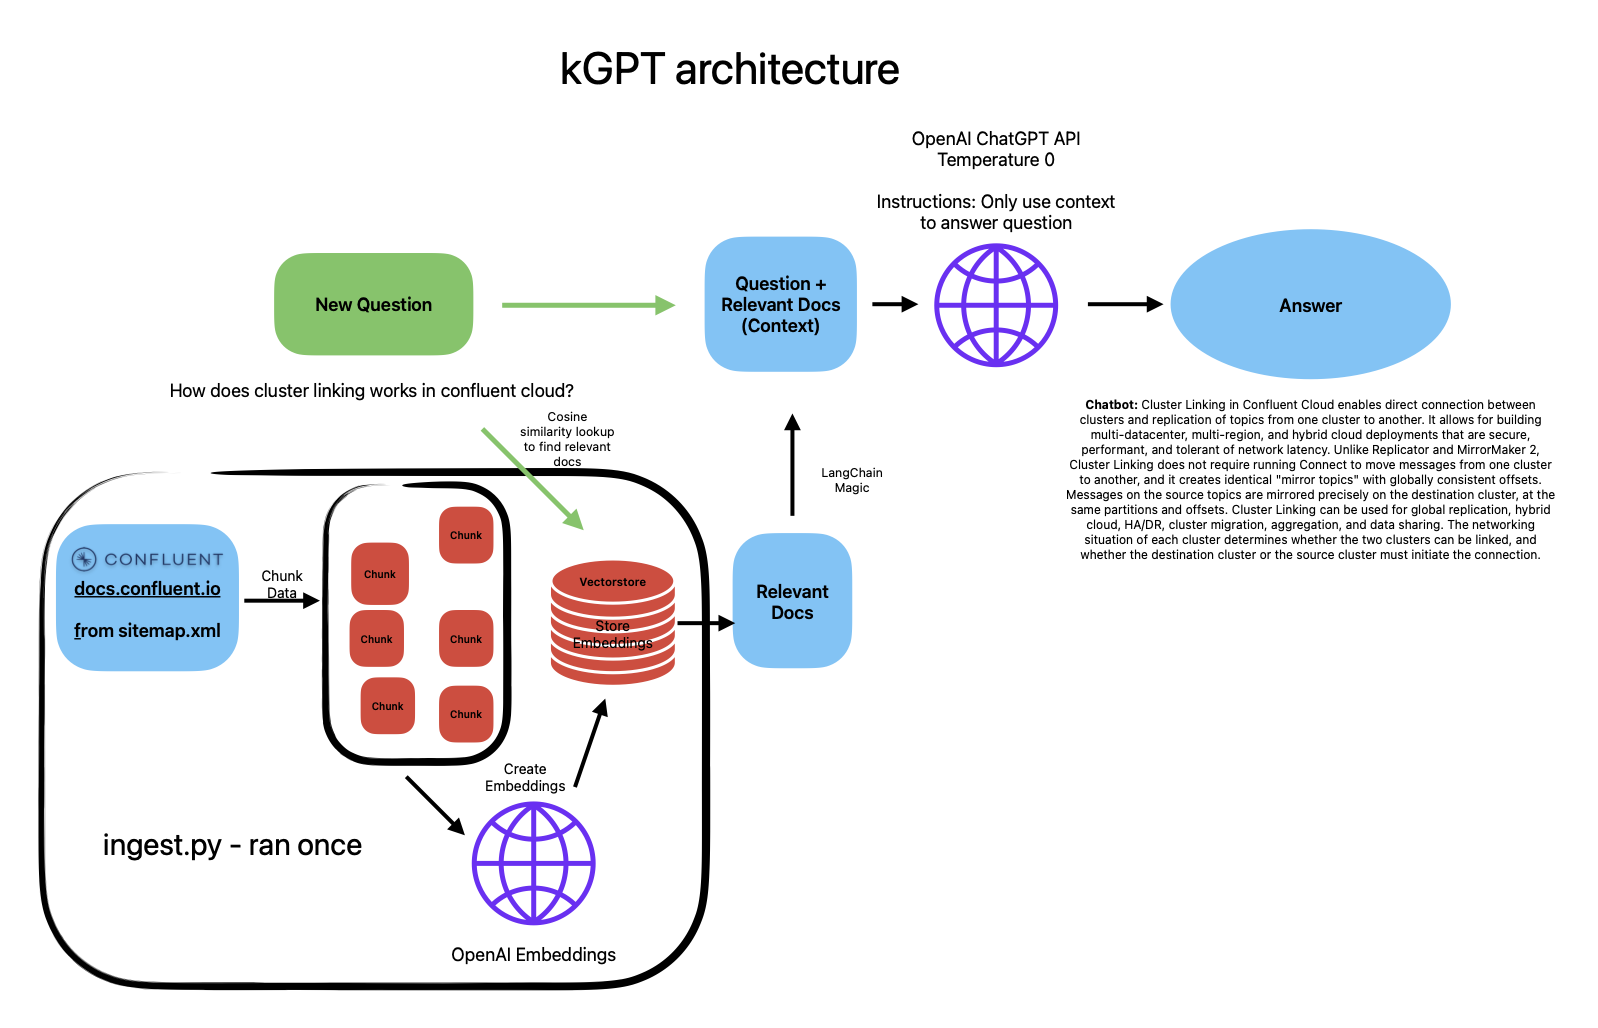 kGPT architecture
OpenAI ChatGPT API
Temperature 0
Instructions: Only use context
to answer question
New Question
Question +
Relevant Docs
(Context)
Answer
How does cluster linking works in confluent cloud?
Cosine
similarity lookup
to find relevant
docs
Chatbot: Cluster Linking in Confluent Cloud enables direct connection between
clusters and replication of topics from one cluster to another. It allows for building
multi-datacenter, multi-region, and hybrid cloud deployments that are secure,
performant, and tolerant of network latency. Unlike Replicator and MirrorMaker 2,
Cluster Linking does not require running Connect to move messages from one cluster
to another, and it creates identical "mirror topics" with globally consistent offsets.
Messages on the source topics are mirrored precisely on the destination cluster, at the
same partitions and offsets. Cluster Linking can be used for global replication, hybrid
cloud, HA/DR, cluster migration, aggregation, and data sharing. The networking
situation of each cluster determines whether the two clusters can be linked, and
whether the destination cluster or the source cluster must initiate the connection.
LangChain
Magic
CONFLUENT
docs.confluent.io
from sitemap.xml
Chunk
Data
Chunk
Chunk
Chunk
Chunk
Chunk
Chunk
Vectorstore
Store
Embeddings
Relevant
Docs
Create
Embeddings
ingest.py - ran once
OpenAI Embeddings